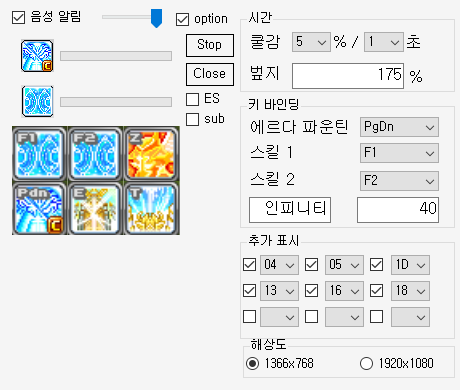 음성 알림
option
Stop
Close
ES
sub
F1 F2 Z
Pdn E T
시간
쿨감 5 % / 1 초
벞지 175 %
키 바인딩
에르다 파운틴 PgDn
스킬 1 F1
스킬 2 F2
인피니티 40
추가 표시
04 05 1D
13 16 18
해상도
1366x768 1920x1080